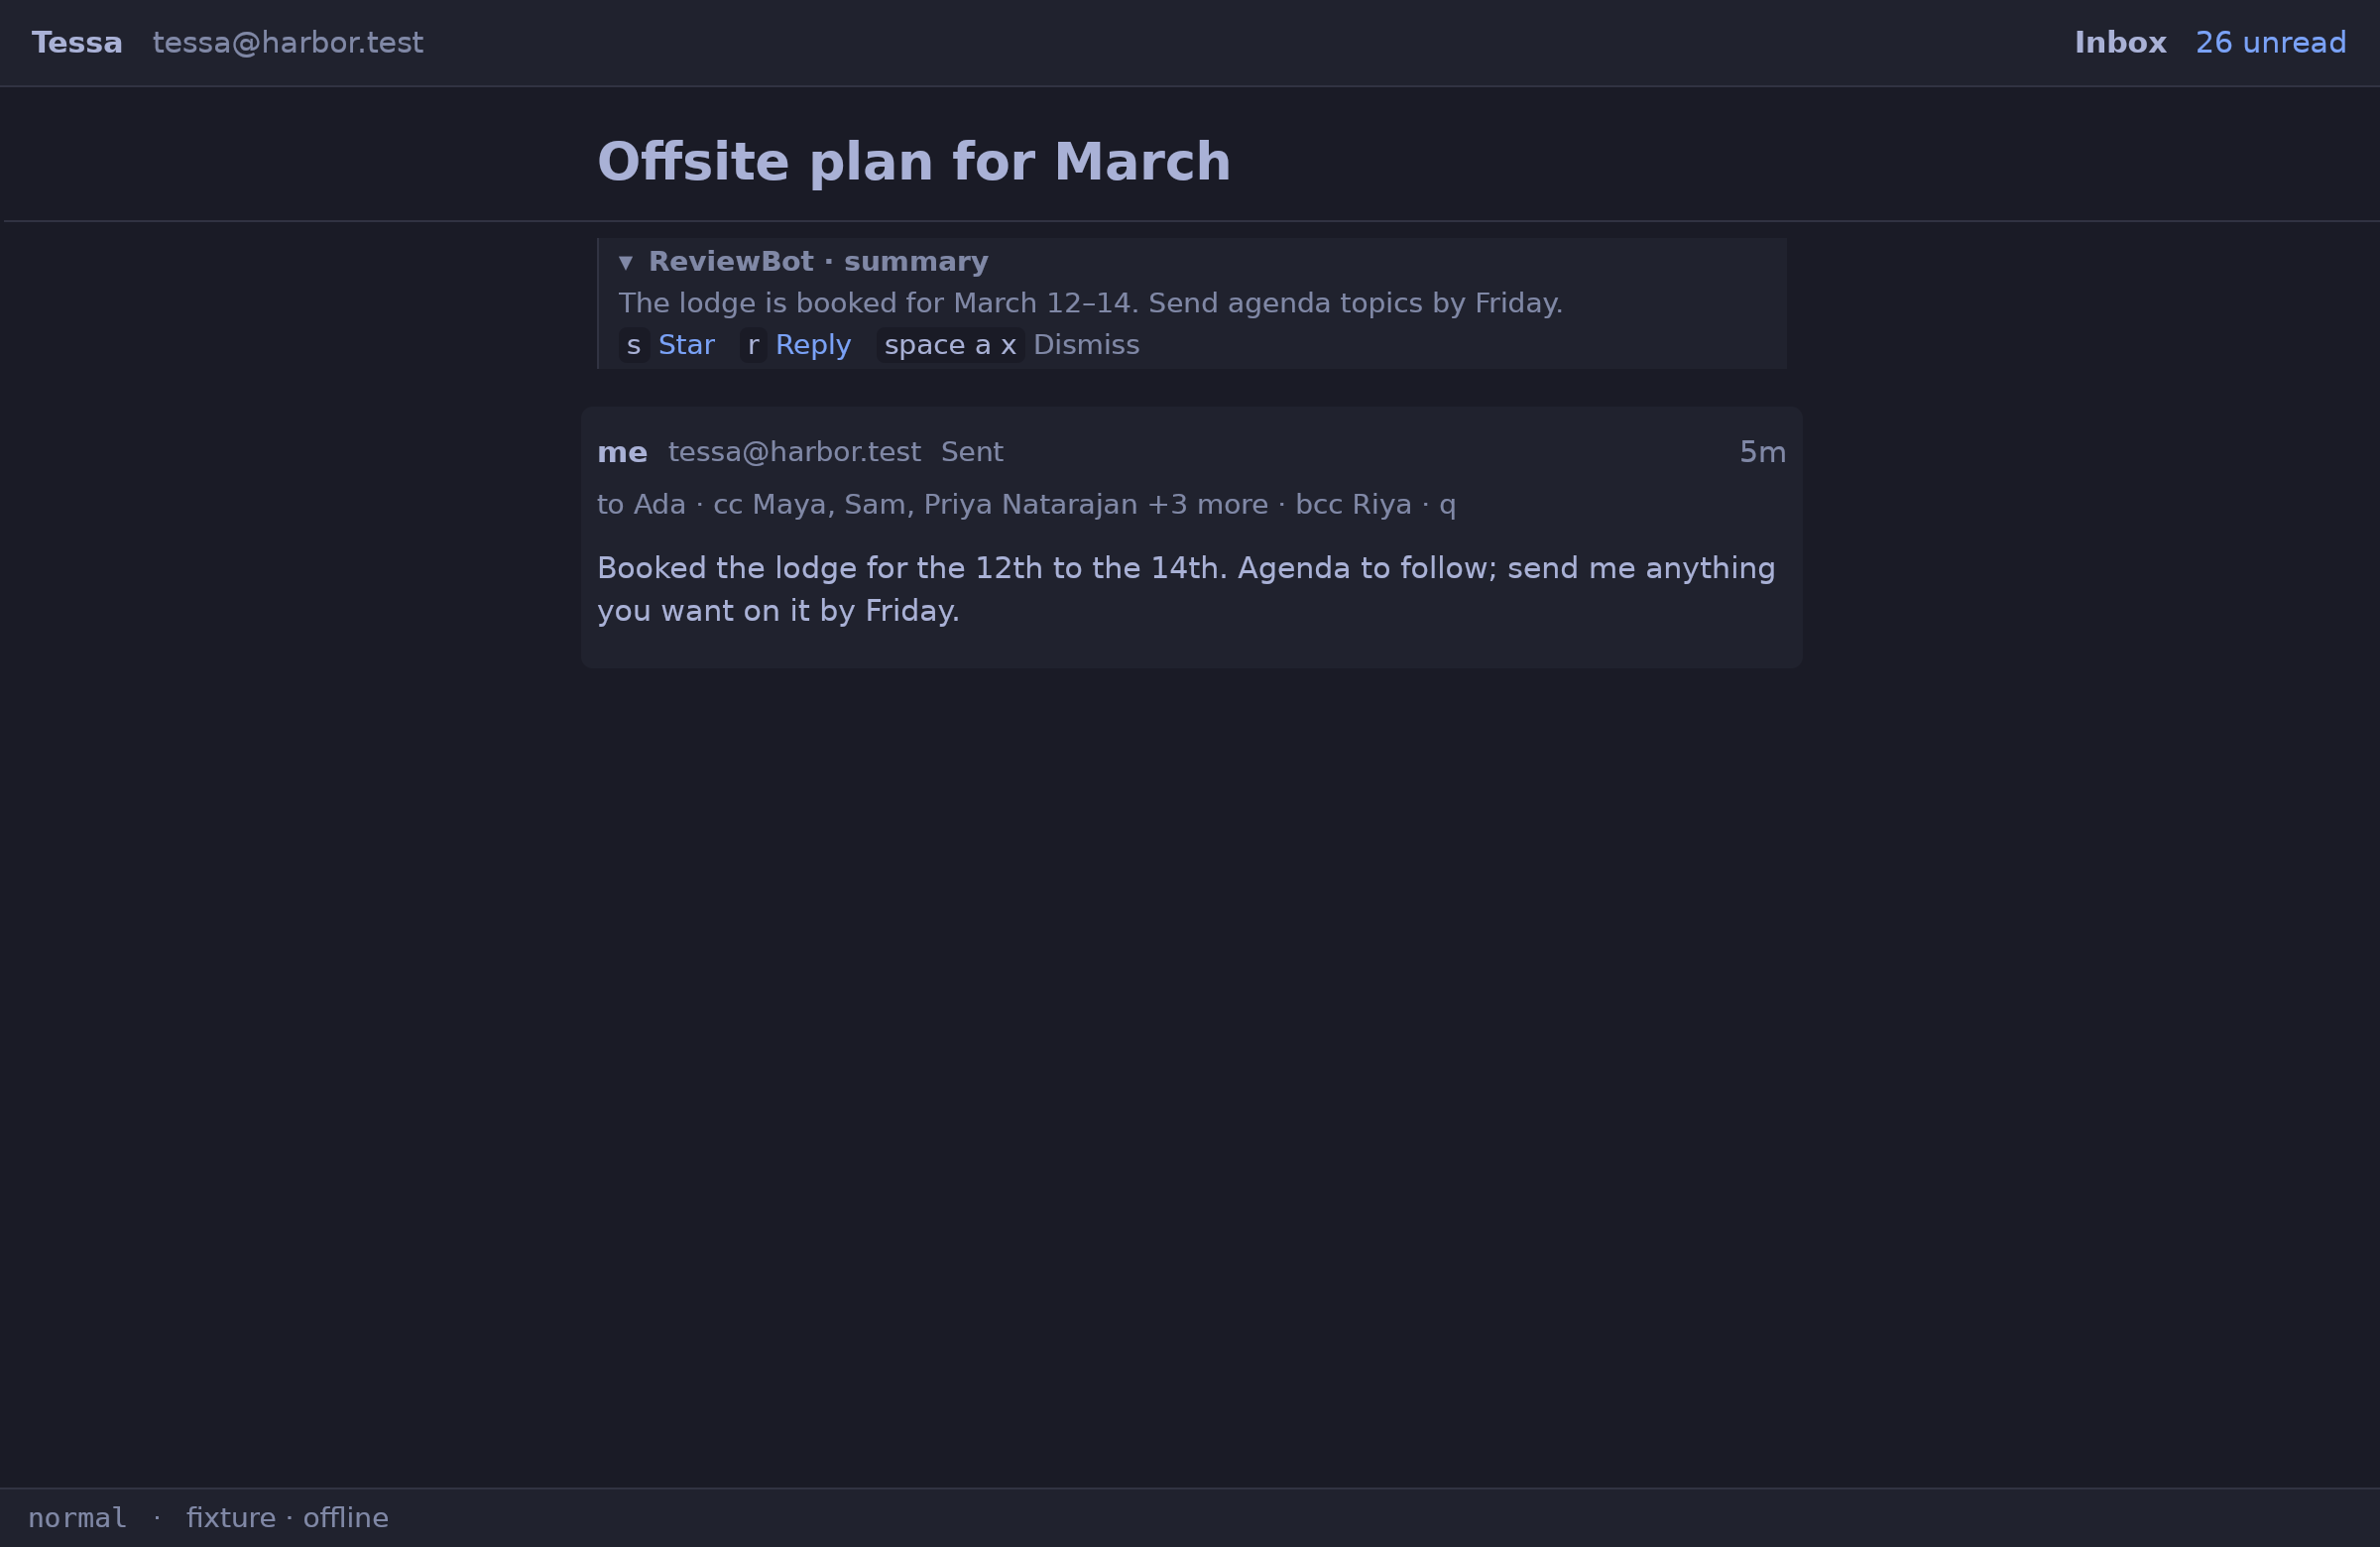 Tessa tessa@harbor.test Inbox 26 unread
Offsite plan for March
▾ ReviewBot · summary
The lodge is booked for March 12–14. Send agenda topics by Friday.
s Star r Reply space a x Dismiss
me tessa@harbor.test Sent 5m
to Ada · cc Maya, Sam, Priya Natarajan +3 more · bcc Riya · q
Booked the lodge for the 12th to the 14th. Agenda to follow; send me anything
you want on it by Friday.
normal · fixture · offline